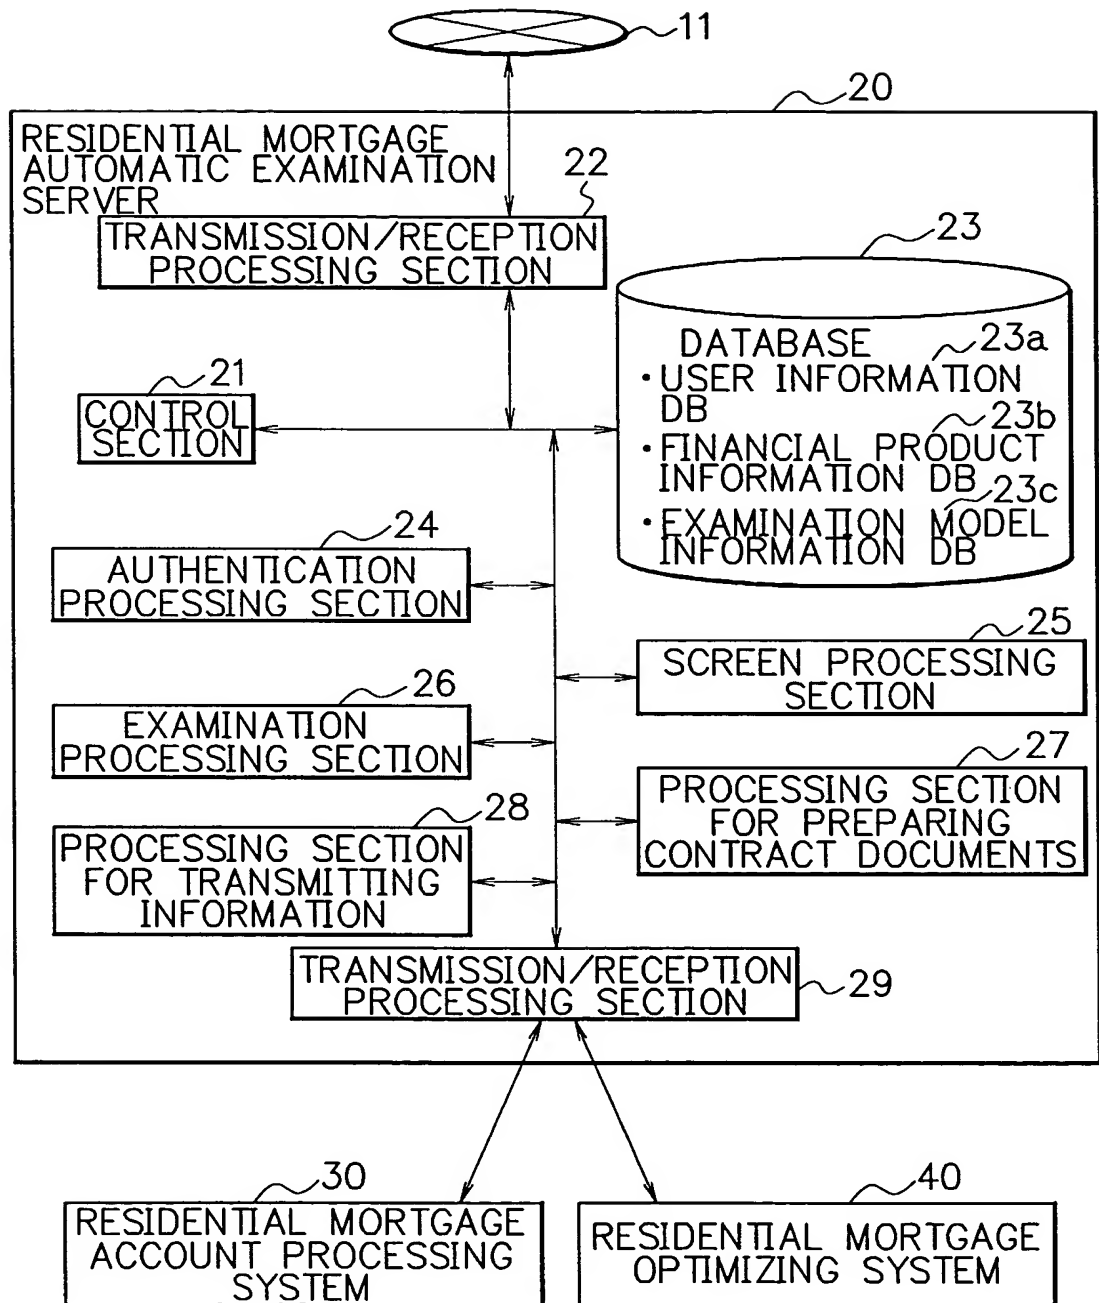 11
20
RESIDENTIAL MORTGAGE
AUTOMATIC EXAMINATION
SERVER
22
TRANSMISSION/RECEPTION
PROCESSING SECTION
23
DATABASE
23a
・USER INFORMATION
DB
23b
・FINANCIAL PRODUCT
INFORMATION DB
23c
・EXAMINATION MODEL
INFORMATION DB
21
CONTROL
SECTION
24
AUTHENTICATION
PROCESSING SECTION
25
SCREEN PROCESSING
SECTION
26
EXAMINATION
PROCESSING SECTION
27
PROCESSING SECTION
FOR PREPARING
CONTRACT DOCUMENTS
28
PROCESSING SECTION
FOR TRANSMITTING
INFORMATION
TRANSMISSION/RECEPTION
PROCESSING SECTION
29
30
RESIDENTIAL MORTGAGE
ACCOUNT PROCESSING
SYSTEM
40
RESIDENTIAL MORTGAGE
OPTIMIZING SYSTEM